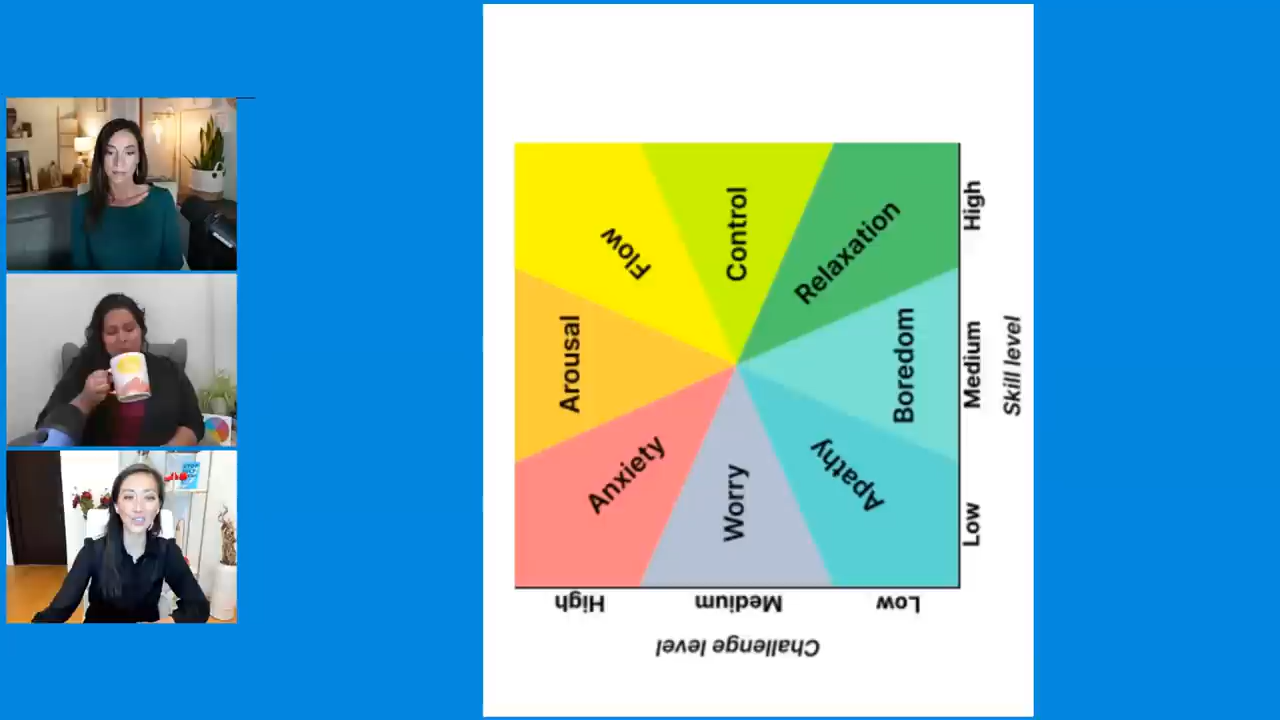 Flow
Control
Relaxation
High
Arousal
Boredom
Medium
Skill level
Anxiety
Worry
Apathy
Low
High
Medium
Low
Challenge level